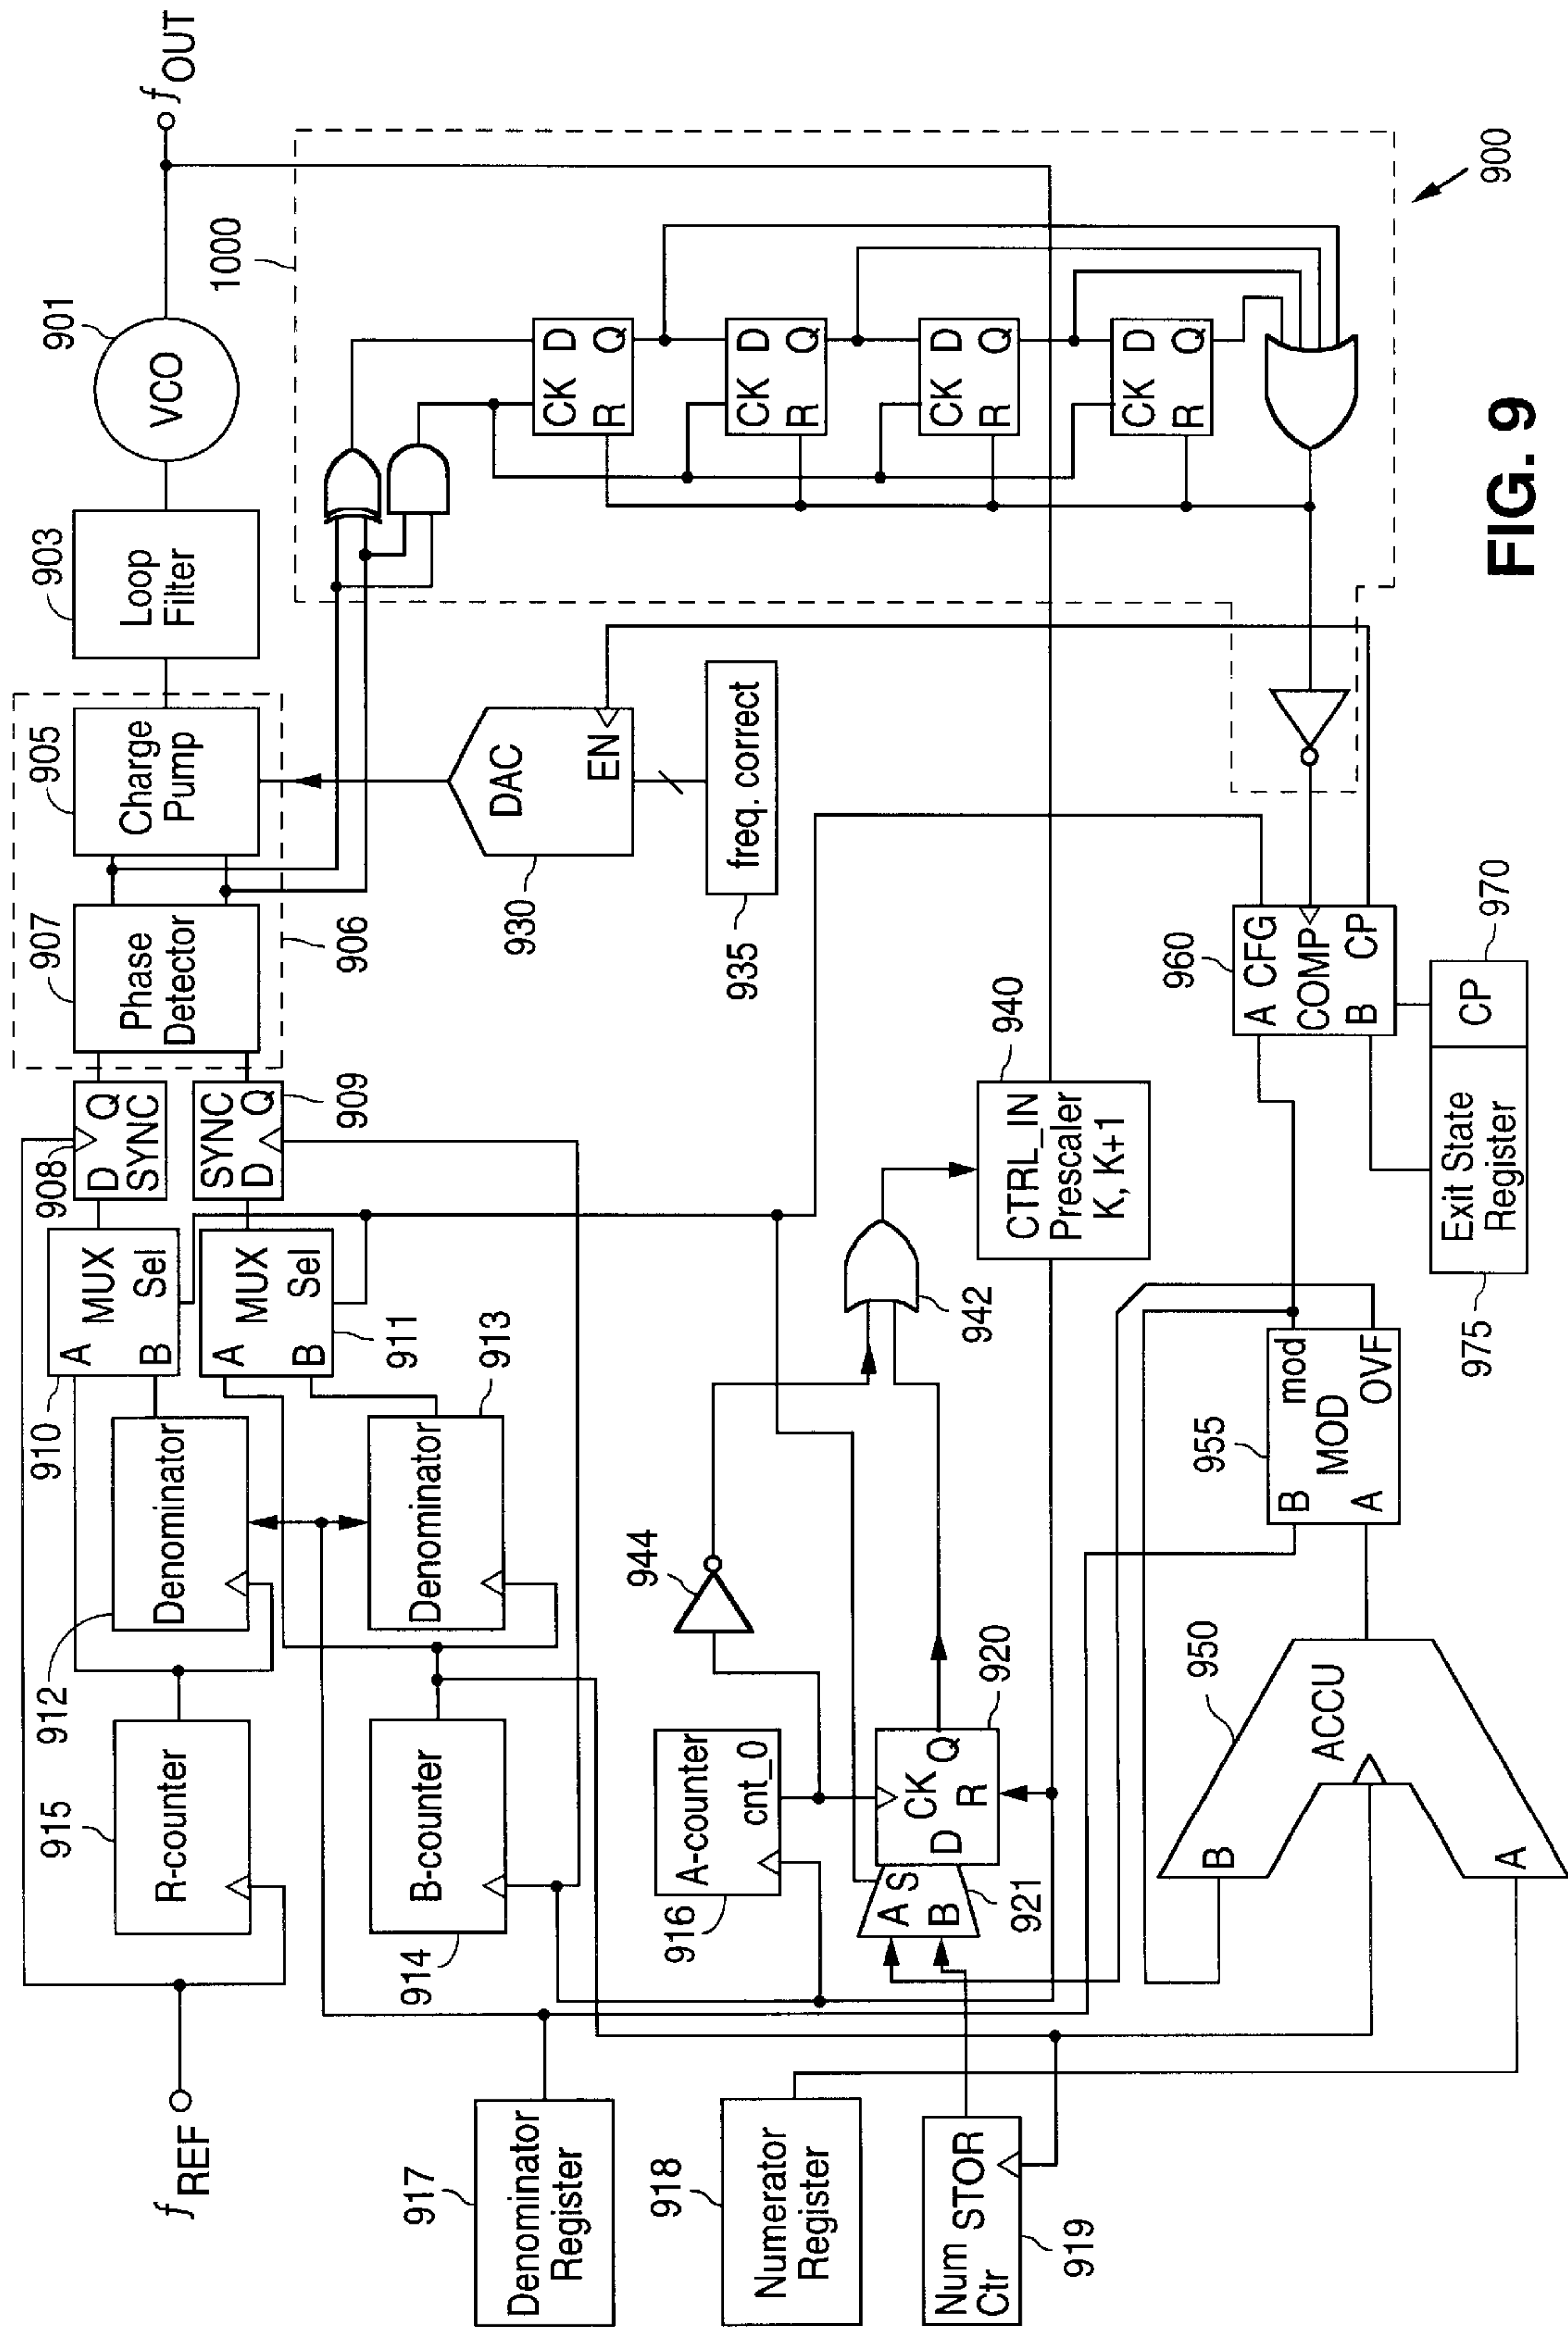 f REF
f OUT
915
R-counter
912
Denominator
910
A MUX
B Sel
908
D Q
SYNC
907
Phase
Detector
905
Charge
Pump
903
Loop
Filter
901
VCO
906
914
B-counter
Denominator
913
A MUX
B Sel
911
SYNC
D Q
909
1000
CK D
R Q
CK D
R Q
CK D
R Q
CK D
R Q
900
DAC
EN
930
freq. correct
935
917
Denominator
Register
918
Numerator
Register
Num STOR
Ctr
919
916
A-counter
cnt_0
944
942
A S
B
921
CK
D Q
R
920
940
CTRL_IN
Prescaler
K, K+1
950
B
ACCU
A
955
B mod
MOD
A OVF
960
A CFG
COMP
B CP
970
CP
Exit State
Register
975
FIG. 9